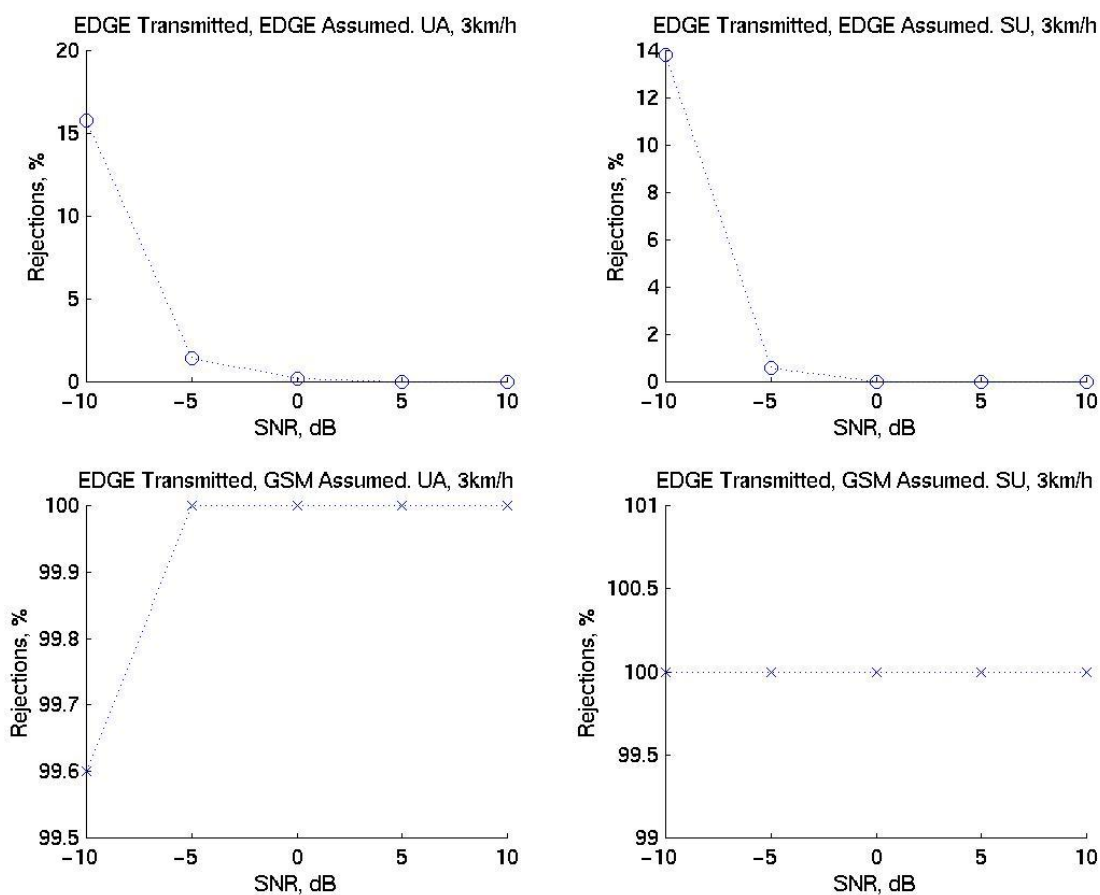 EDGE Transmitted, EDGE Assumed. UA, 3km/h
20
15
10
5
0
Rejections, %
−10 −5 0 5 10
SNR, dB
EDGE Transmitted, EDGE Assumed. SU, 3km/h
14
12
10
8
6
4
2
0
Rejections, %
−10 −5 0 5 10
SNR, dB
EDGE Transmitted, GSM Assumed. UA, 3km/h
100
99.9
99.8
99.7
99.6
99.5
Rejections, %
−10 −5 0 5 10
SNR, dB
EDGE Transmitted, GSM Assumed. SU, 3km/h
101
100.5
100
99.5
99
Rejections, %
−10 −5 0 5 10
SNR, dB